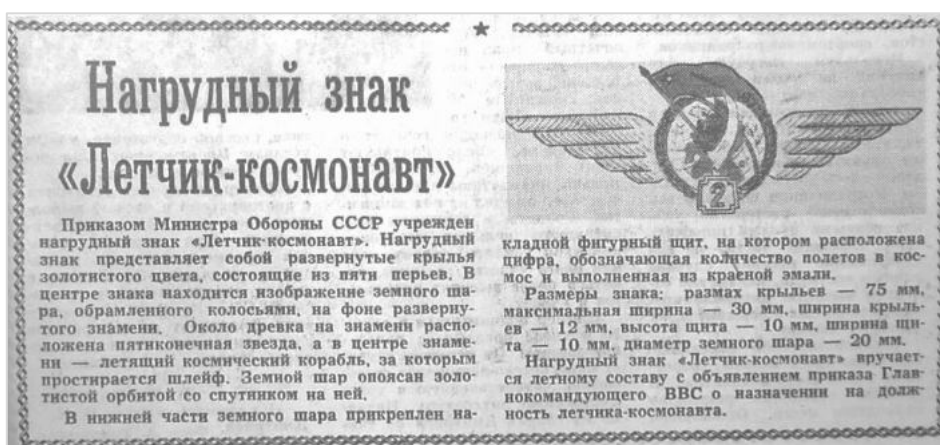 Нагрудный знак
«Летчик-космонавт»
Приказом Министра Обороны СССР учрежден
нагрудный знак «Летчик-космонавт». Нагрудный
знак представляет собой развернутые крылья
золотистого цвета, состоящие из пяти перьев. В
центре знака находится изображение земного ша-
ра, обрамленного колосьями, на фоне разверну-
того знамени. Около древка на знамени распо-
ложена пятиконечная звезда, а в центре знаме-
ни — летящий космический корабль, за которым
простирается шлейф. Земной шар опоясан золо-
тистой орбитой со спутником на ней.
В нижней части земного шара прикреплен на-
2
кладной фигурный щит, на котором расположена
цифра, обозначающая количество полетов в кос-
мос и выполненная из красной эмали.
Размеры знака: размах крыльев — 75 мм,
максимальная ширина — 30 мм, ширина крыль-
ев — 12 мм, высота щита — 10 мм, ширина щи-
та — 10 мм, диаметр земного шара — 20 мм.
Нагрудный знак «Летчик-космонавт» вручает-
ся летному составу с объявлением приказа Глав-
нокомандующего ВВС о назначении на долж-
ность летчика-космонавта.